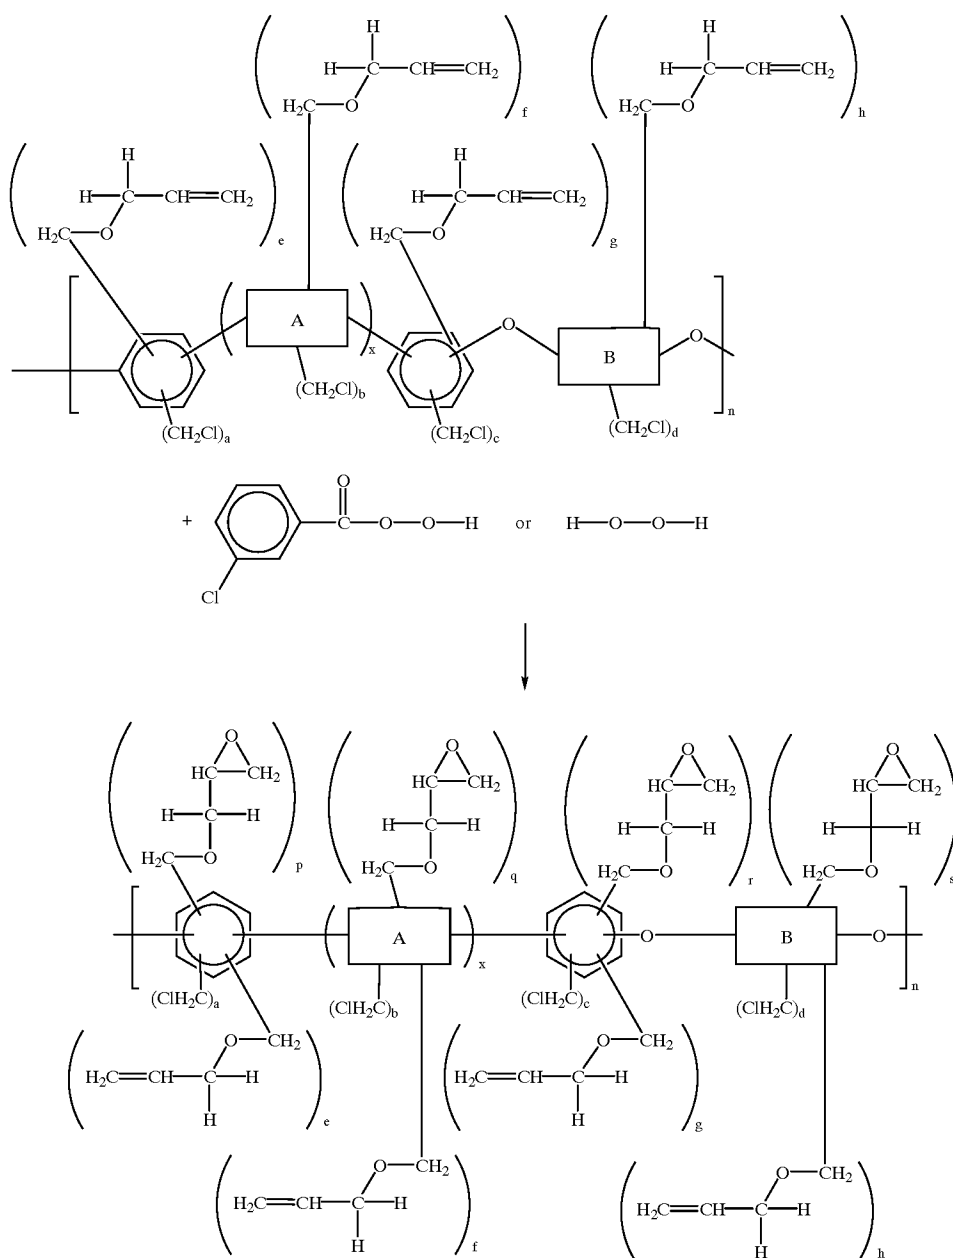 H H
H—C—CH=CH₂ H—C—CH=CH₂
H₂C—O f H₂C—O h
H H
H—C—CH=CH₂ H—C—CH=CH₂
H₂C—O e H₂C—O g
A x O B O n
(CH₂Cl)ₐ (CH₂Cl)b (CH₂Cl)c (CH₂Cl)d
O
+ C—O—O—H or H—O—O—H
Cl
O O O O
HC CH₂ HC CH₂ HC CH₂ HC CH₂
H—C—H H—C—H H—C—H H—C—H
H₂C—O p H₂C—O q H₂C—O r H₂C—O s
A x O B O n
(ClH₂C)ₐ (ClH₂C)b (ClH₂C)c (ClH₂C)d
O—CH₂ O—CH₂
H₂C=CH—C—H H₂C=CH—C—H
H e H g
O—CH₂ O—CH₂
H₂C=CH—C—H H₂C=CH—C—H
H f H h